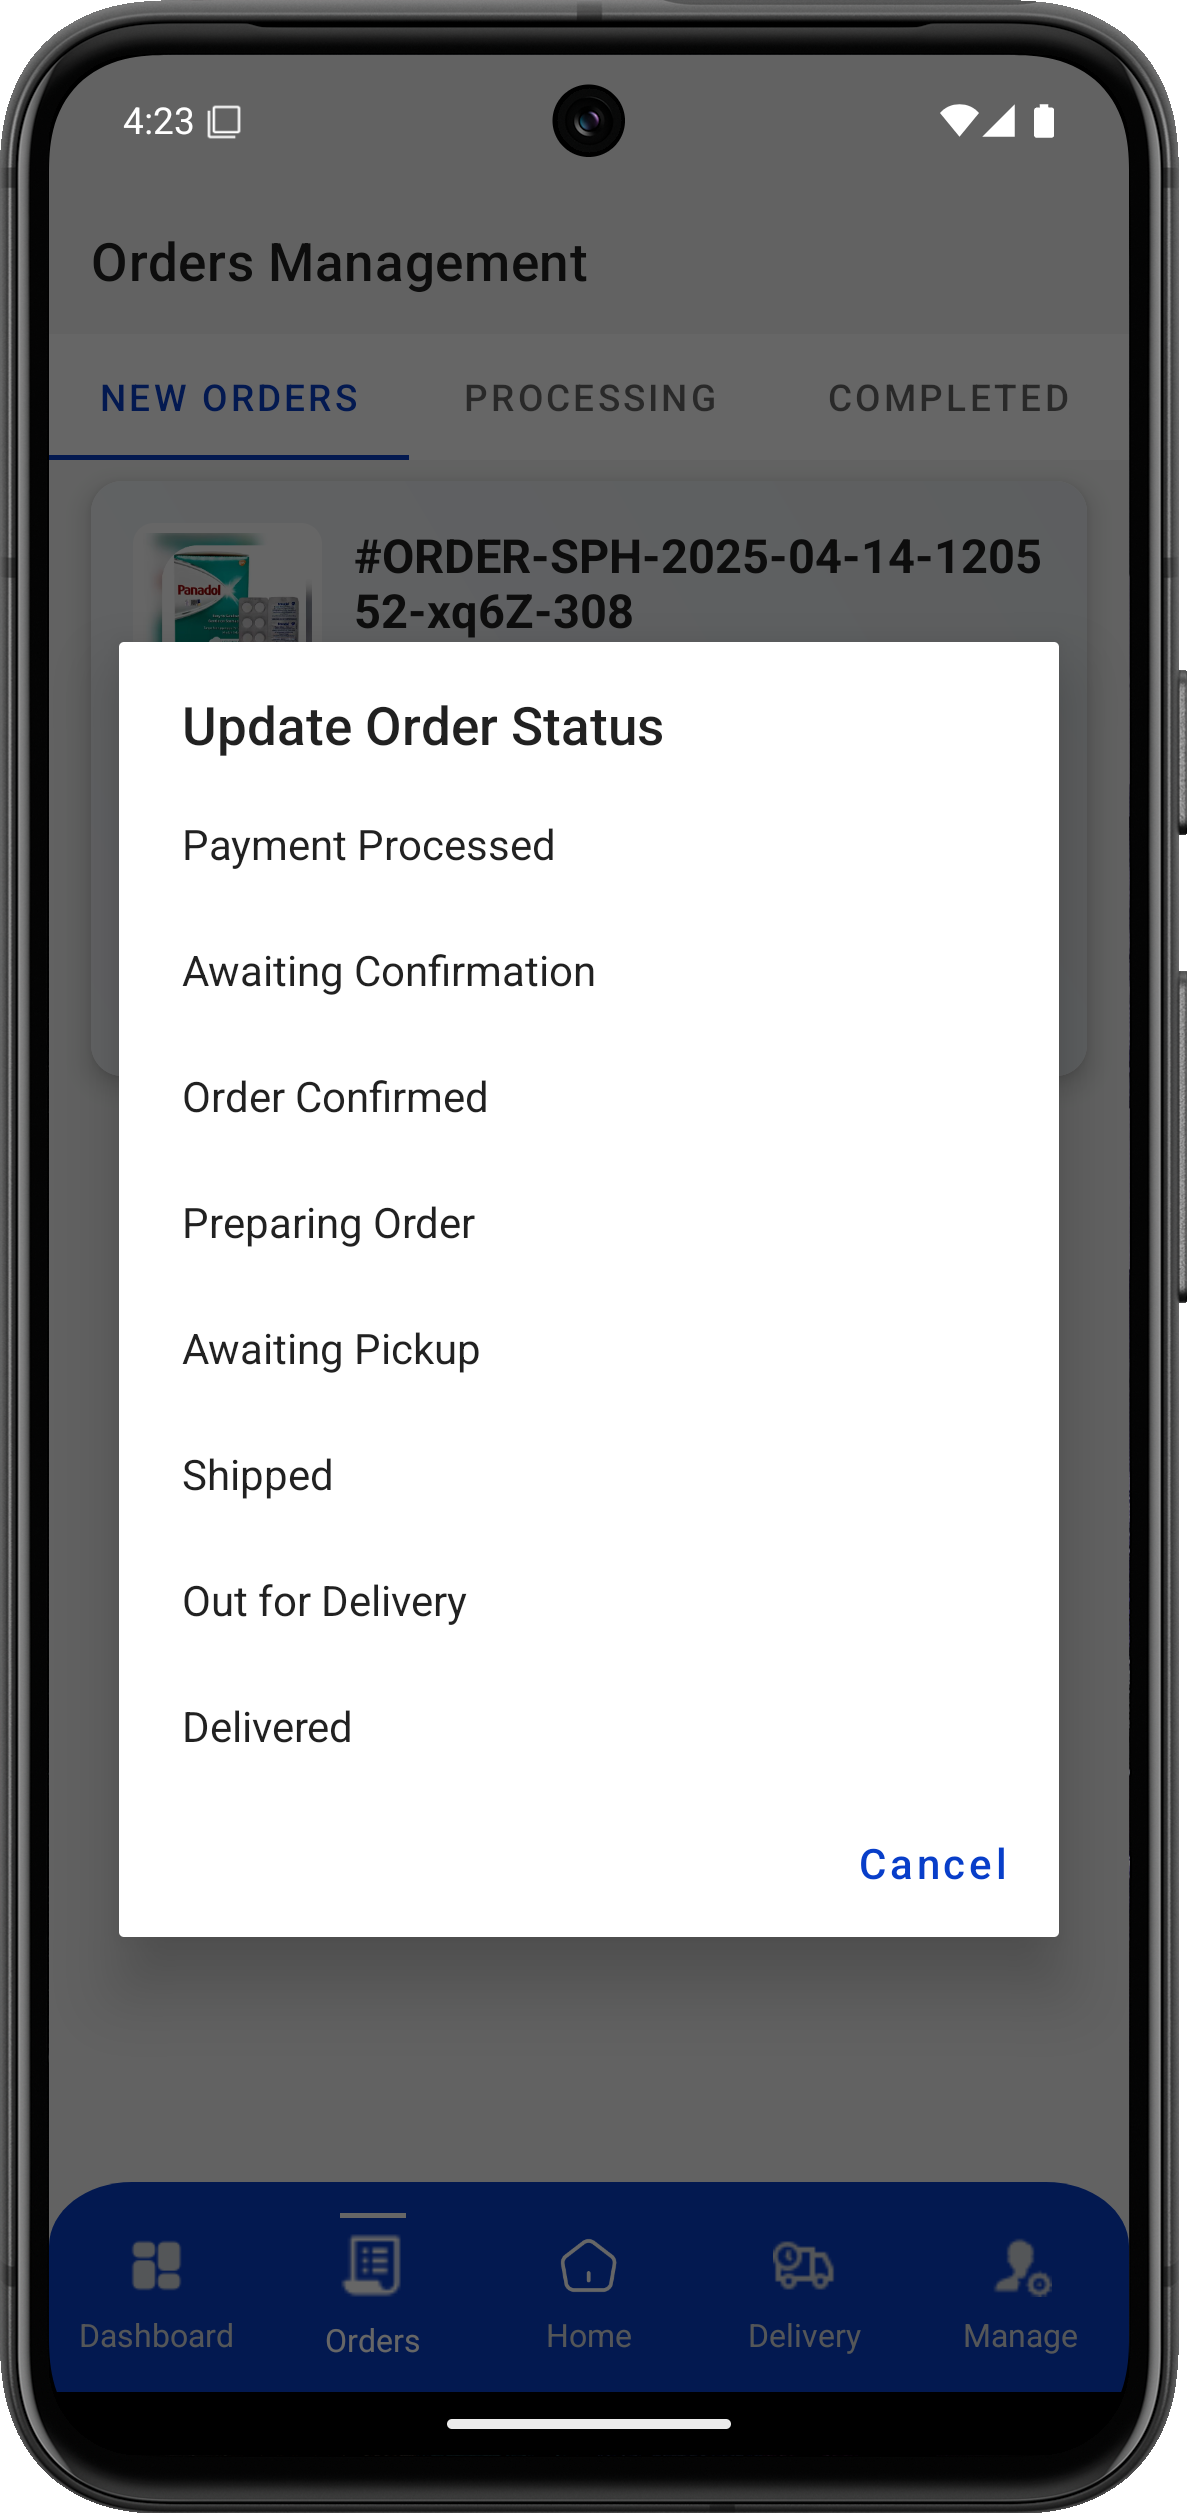 4:23
Orders Management
NEW ORDERS PROCESSING COMPLETED
Panadol
#ORDER-SPH-2025-04-14-1205
52-xq6Z-308
Update Order Status
Payment Processed
Awaiting Confirmation
Order Confirmed
Preparing Order
Awaiting Pickup
Shipped
Out for Delivery
Delivered
Cancel
Dashboard Orders Home Delivery Manage